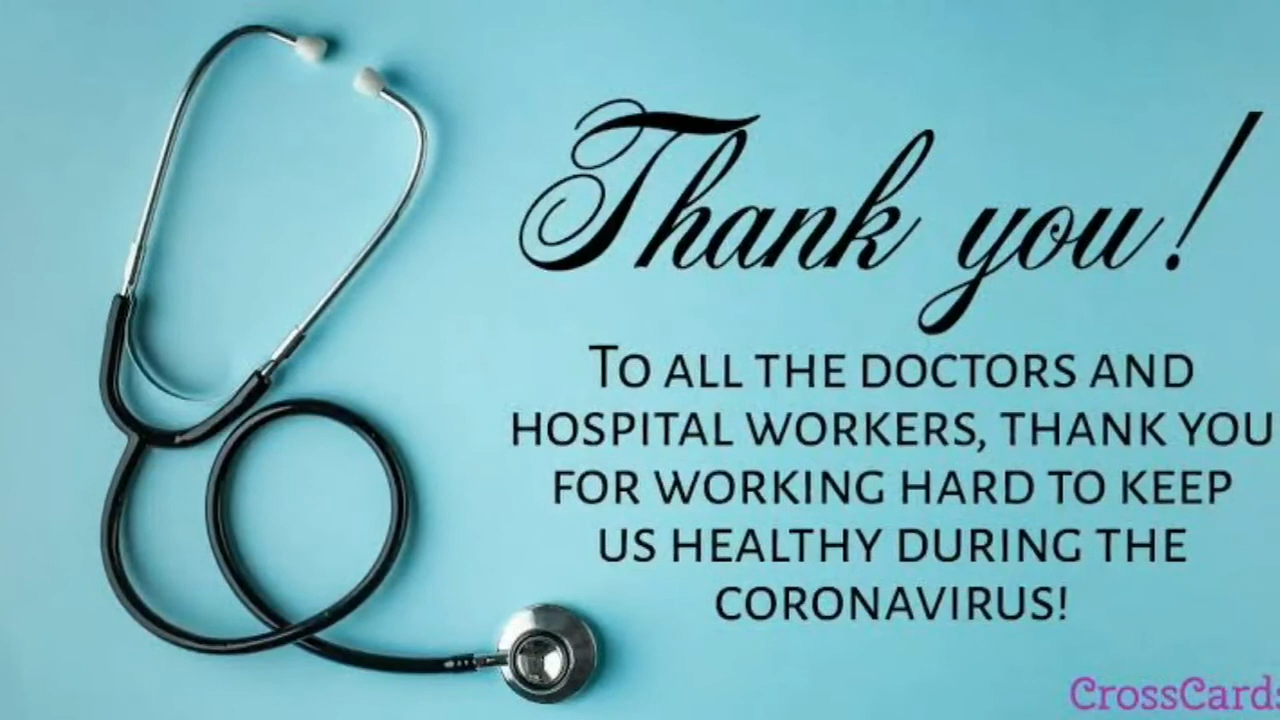 Thank you!
To all the doctors and
hospital workers, thank you
for working hard to keep
us healthy during the
coronavirus!
CrossCards